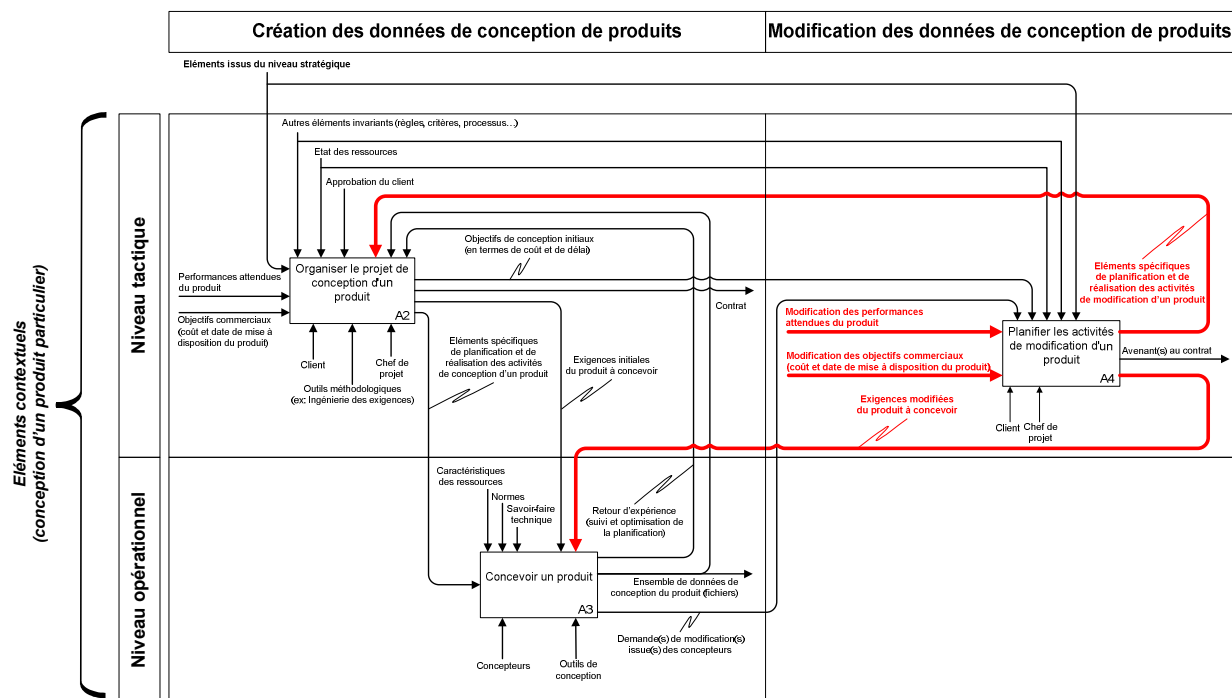 Création des données de conception de produits
Modification des données de conception de produits
Eléments issus du niveau stratégique
Eléments contextuels
(conception d'un produit particulier)
Niveau tactique
Autres éléments invariants (règles, critères, processus…)
Etat des ressources
Approbation du client
Objectifs de conception initiaux
(en termes de coût et de délai)
Performances attendues
du produit
Objectifs commerciaux
(coût et date de mise à
disposition du produit)
Organiser le projet de
conception d'un
produit
A2
Contrat
Client
Chef de
projet
Outils méthodologiques
(ex: Ingénierie des exigences)
Eléments spécifiques
de planification et de
réalisation des activités
de conception d'un produit
Exigences initiales
du produit à concevoir
Eléments spécifiques
de planification et de
réalisation des activités
de modification d'un produit
Modification des performances
attendues du produit
Modification des objectifs commerciaux
(coût et date de mise à disposition du produit)
Planifier les activités
de modification d'un
produit
A4
Avenant(s) au contrat
Client
Chef de
projet
Exigences modifiées
du produit à concevoir
Niveau opérationnel
Caractéristiques
des ressources
Normes
Savoir-faire
technique
Retour d'expérience
(suivi et optimisation de
la planification)
Concevoir un produit
A3
Ensemble de données de
conception du produit (fichiers)
Demande(s) de modification(s)
issue(s) des concepteurs
Concepteurs
Outils de
conception